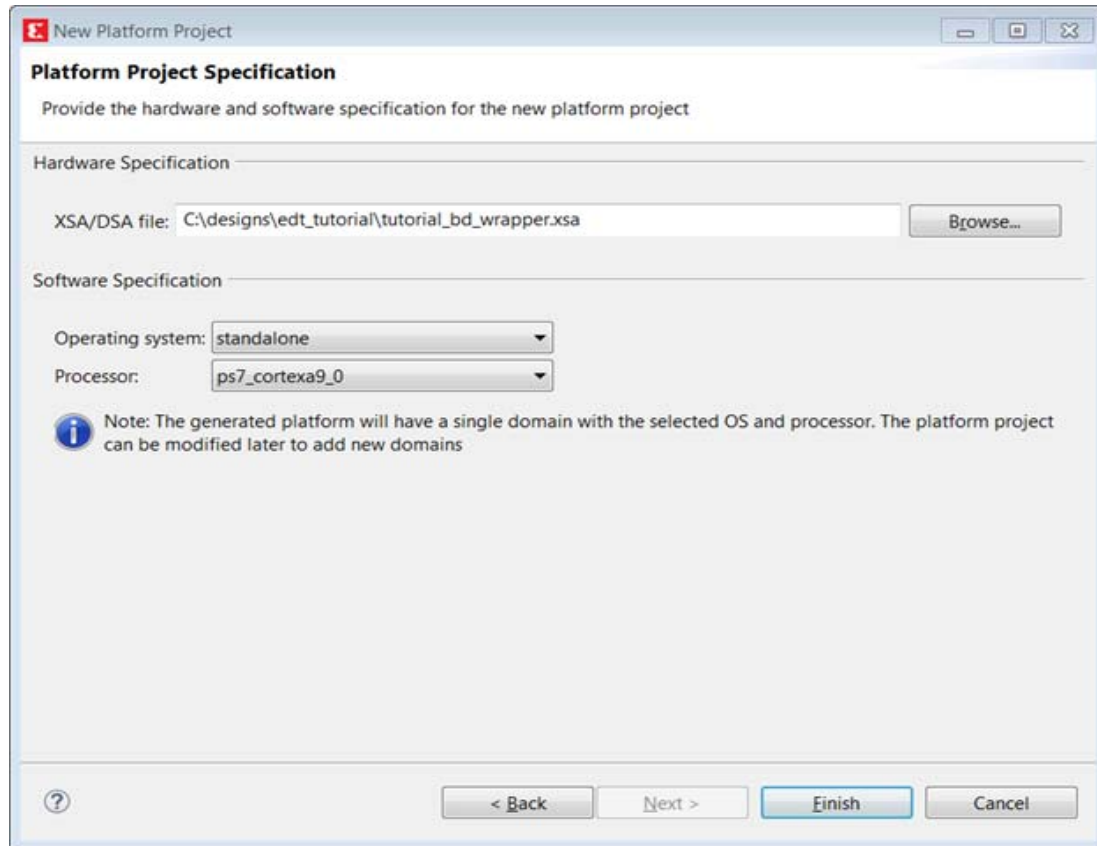 New Platform Project
Platform Project Specification
Provide the hardware and software specification for the new platform project
Hardware Specification
XSA/DSA file: C:\designs\edt_tutorial\tutorial_bd_wrapper.xsa Browse...
Software Specification
Operating system: standalone
Processor: ps7_cortexa9_0
Note: The generated platform will have a single domain with the selected OS and processor. The platform project
can be modified later to add new domains
? < Back Next > Finish Cancel